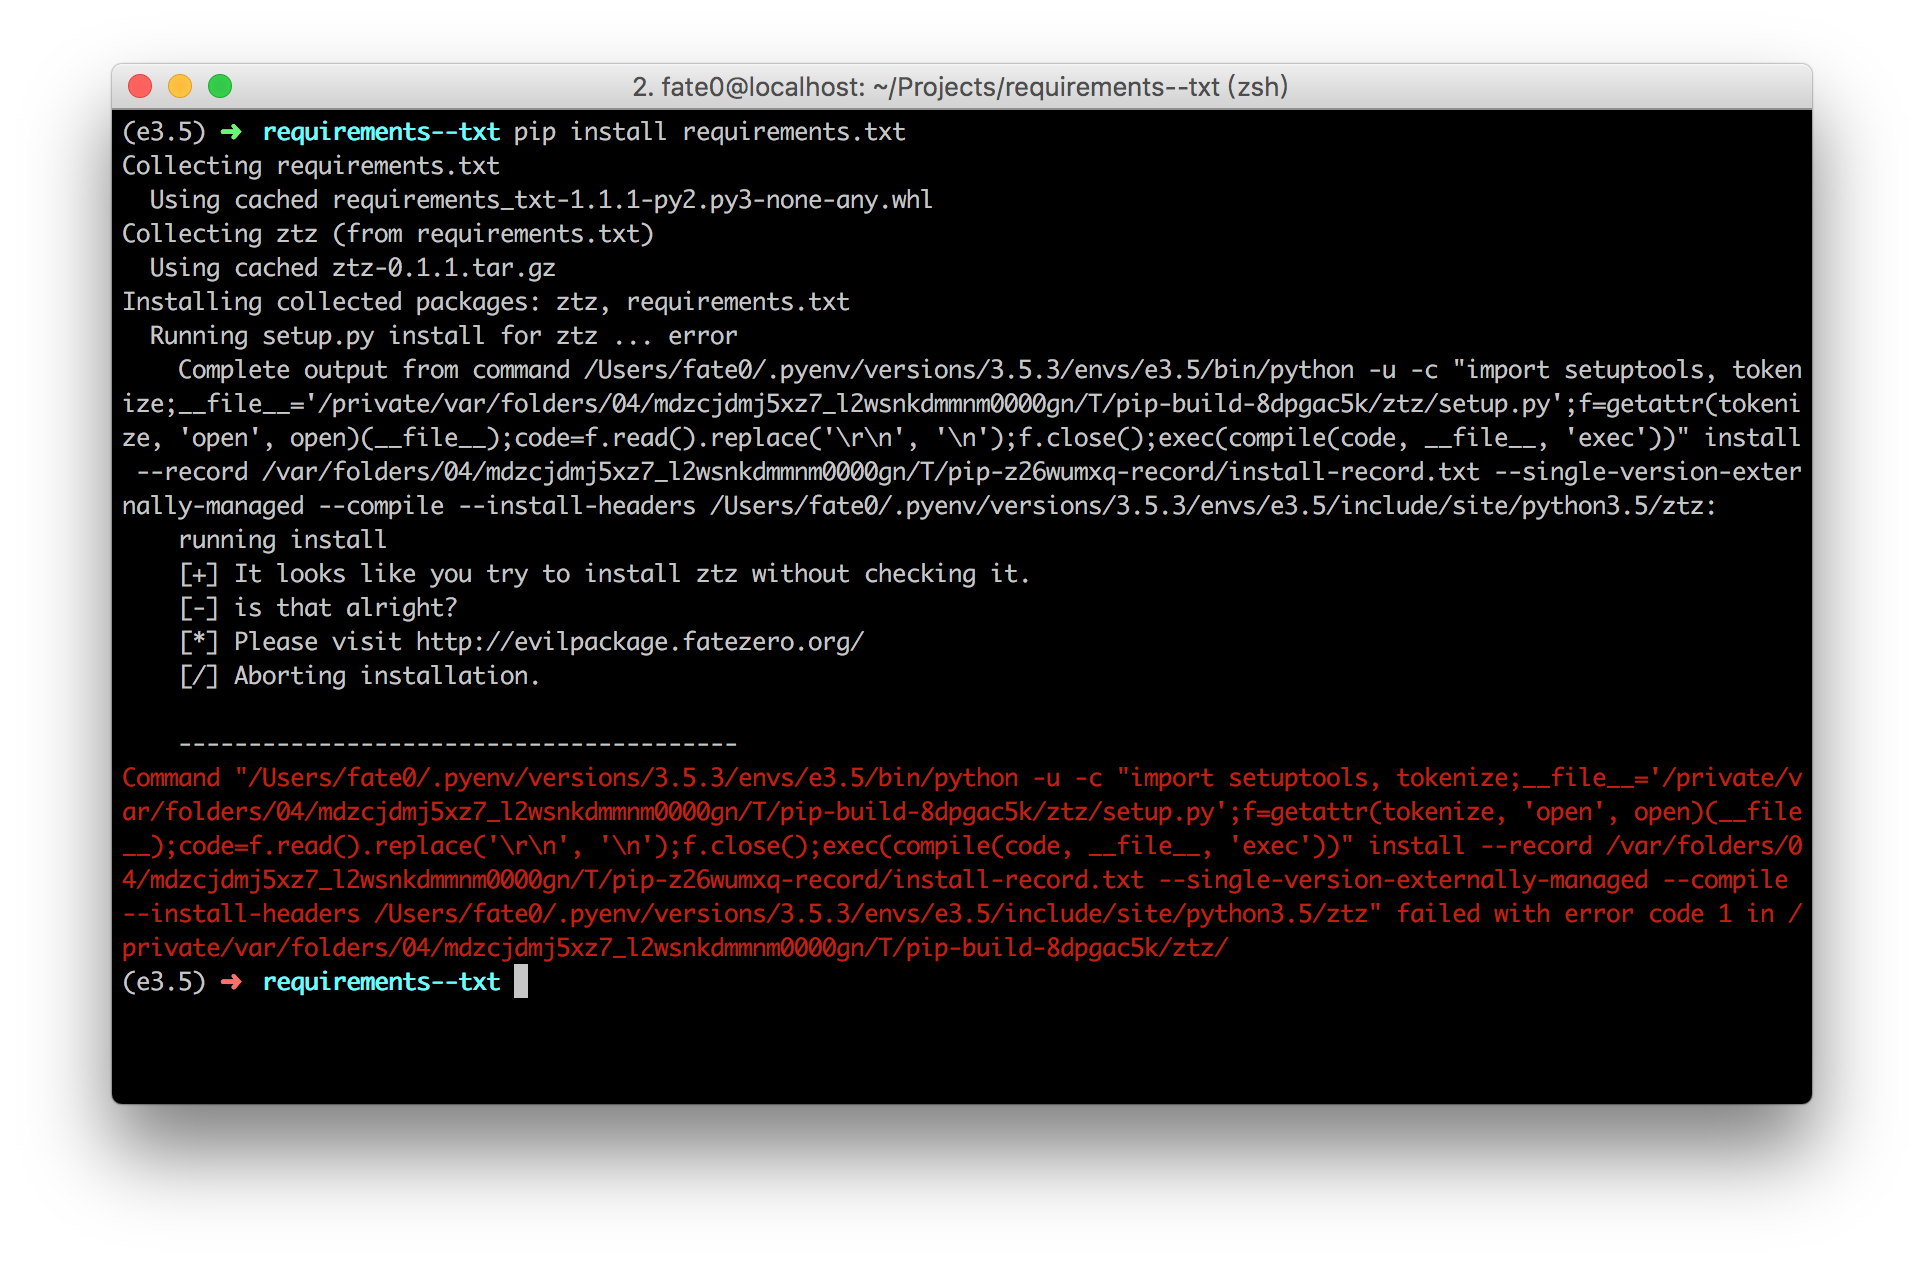 2. fate0@localhost: ~/Projects/requirements--txt (zsh)
(e3.5) ➜  requirements--txt pip install requirements.txt
Collecting requirements.txt
  Using cached requirements_txt-1.1.1-py2.py3-none-any.whl
Collecting ztz (from requirements.txt)
  Using cached ztz-0.1.1.tar.gz
Installing collected packages: ztz, requirements.txt
  Running setup.py install for ztz ... error
    Complete output from command /Users/fate0/.pyenv/versions/3.5.3/envs/e3.5/bin/python -u -c "import setuptools, token
ize;__file__='/private/var/folders/04/mdzcjdmj5xz7_l2wsnkdmmnm0000gn/T/pip-build-8dpgac5k/ztz/setup.py';f=getattr(tokeni
ze, 'open', open)(__file__);code=f.read().replace('\r\n', '\n');f.close();exec(compile(code, __file__, 'exec'))" install
 --record /var/folders/04/mdzcjdmj5xz7_l2wsnkdmmnm0000gn/T/pip-z26wumxq-record/install-record.txt --single-version-exter
nally-managed --compile --install-headers /Users/fate0/.pyenv/versions/3.5.3/envs/e3.5/include/site/python3.5/ztz:
    running install
    [+] It looks like you try to install ztz without checking it.
    [-] is that alright?
    [*] Please visit http://evilpackage.fatezero.org/
    [/] Aborting installation.
    ----------------------------------------
Command "/Users/fate0/.pyenv/versions/3.5.3/envs/e3.5/bin/python -u -c "import setuptools, tokenize;__file__='/private/v
ar/folders/04/mdzcjdmj5xz7_l2wsnkdmmnm0000gn/T/pip-build-8dpgac5k/ztz/setup.py';f=getattr(tokenize, 'open', open)(__file
__);code=f.read().replace('\r\n', '\n');f.close();exec(compile(code, __file__, 'exec'))" install --record /var/folders/0
4/mdzcjdmj5xz7_l2wsnkdmmnm0000gn/T/pip-z26wumxq-record/install-record.txt --single-version-externally-managed --compile
--install-headers /Users/fate0/.pyenv/versions/3.5.3/envs/e3.5/include/site/python3.5/ztz" failed with error code 1 in /
private/var/folders/04/mdzcjdmj5xz7_l2wsnkdmmnm0000gn/T/pip-build-8dpgac5k/ztz/
(e3.5) ➜  requirements--txt